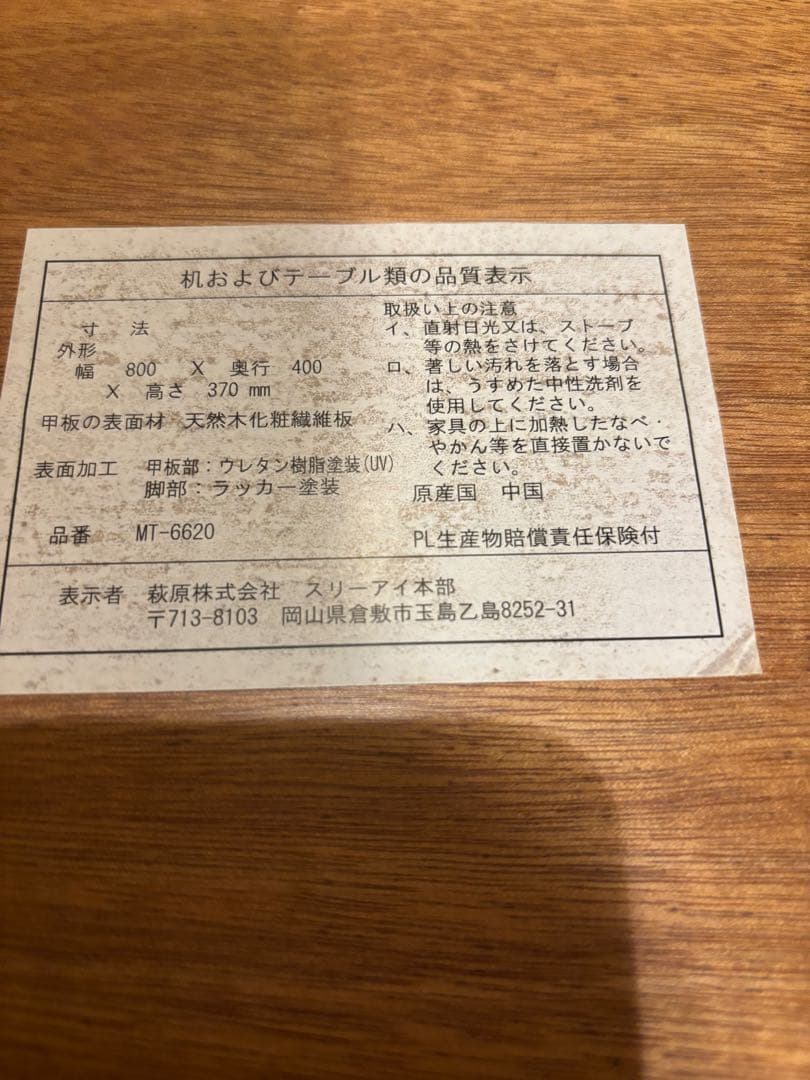 机およびテーブル類の品質表示
寸　法
外形
幅　800　X　奥行　400
X　高さ　370 mm
甲板の表面材　天然木化粧繊維板
表面加工　甲板部：ウレタン樹脂塗装(UV)
脚部：ラッカー塗装
品番　MT-6620
取扱い上の注意
イ、直射日光又は、ストーブ
等の熱をさけてください。
ロ、著しい汚れを落とす場合
は、うすめた中性洗剤を
使用してください。
ハ、家具の上に加熱したなべ・
やかん等を直接置かないで
ください。
原産国　中国
PL生産物賠償責任保険付
表示者　萩原株式会社　スリーアイ本部
〒713-8103　岡山県倉敷市玉島乙島8252-31